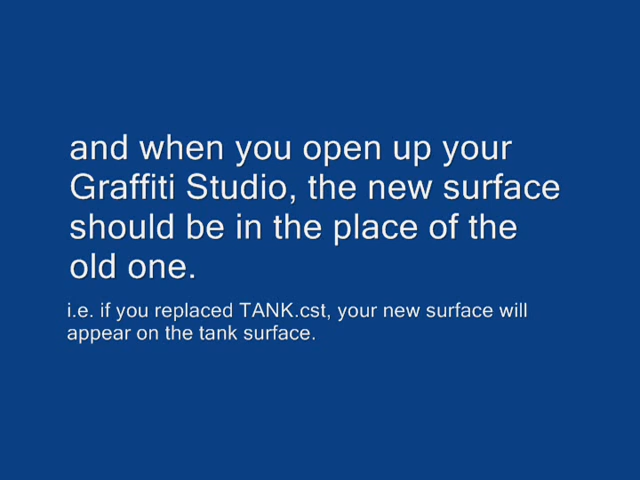 and when you open up your
Graffiti Studio, the new surface
should be in the place of the
old one.
i.e. if you replaced TANK.cst, your new surface will
appear on the tank surface.